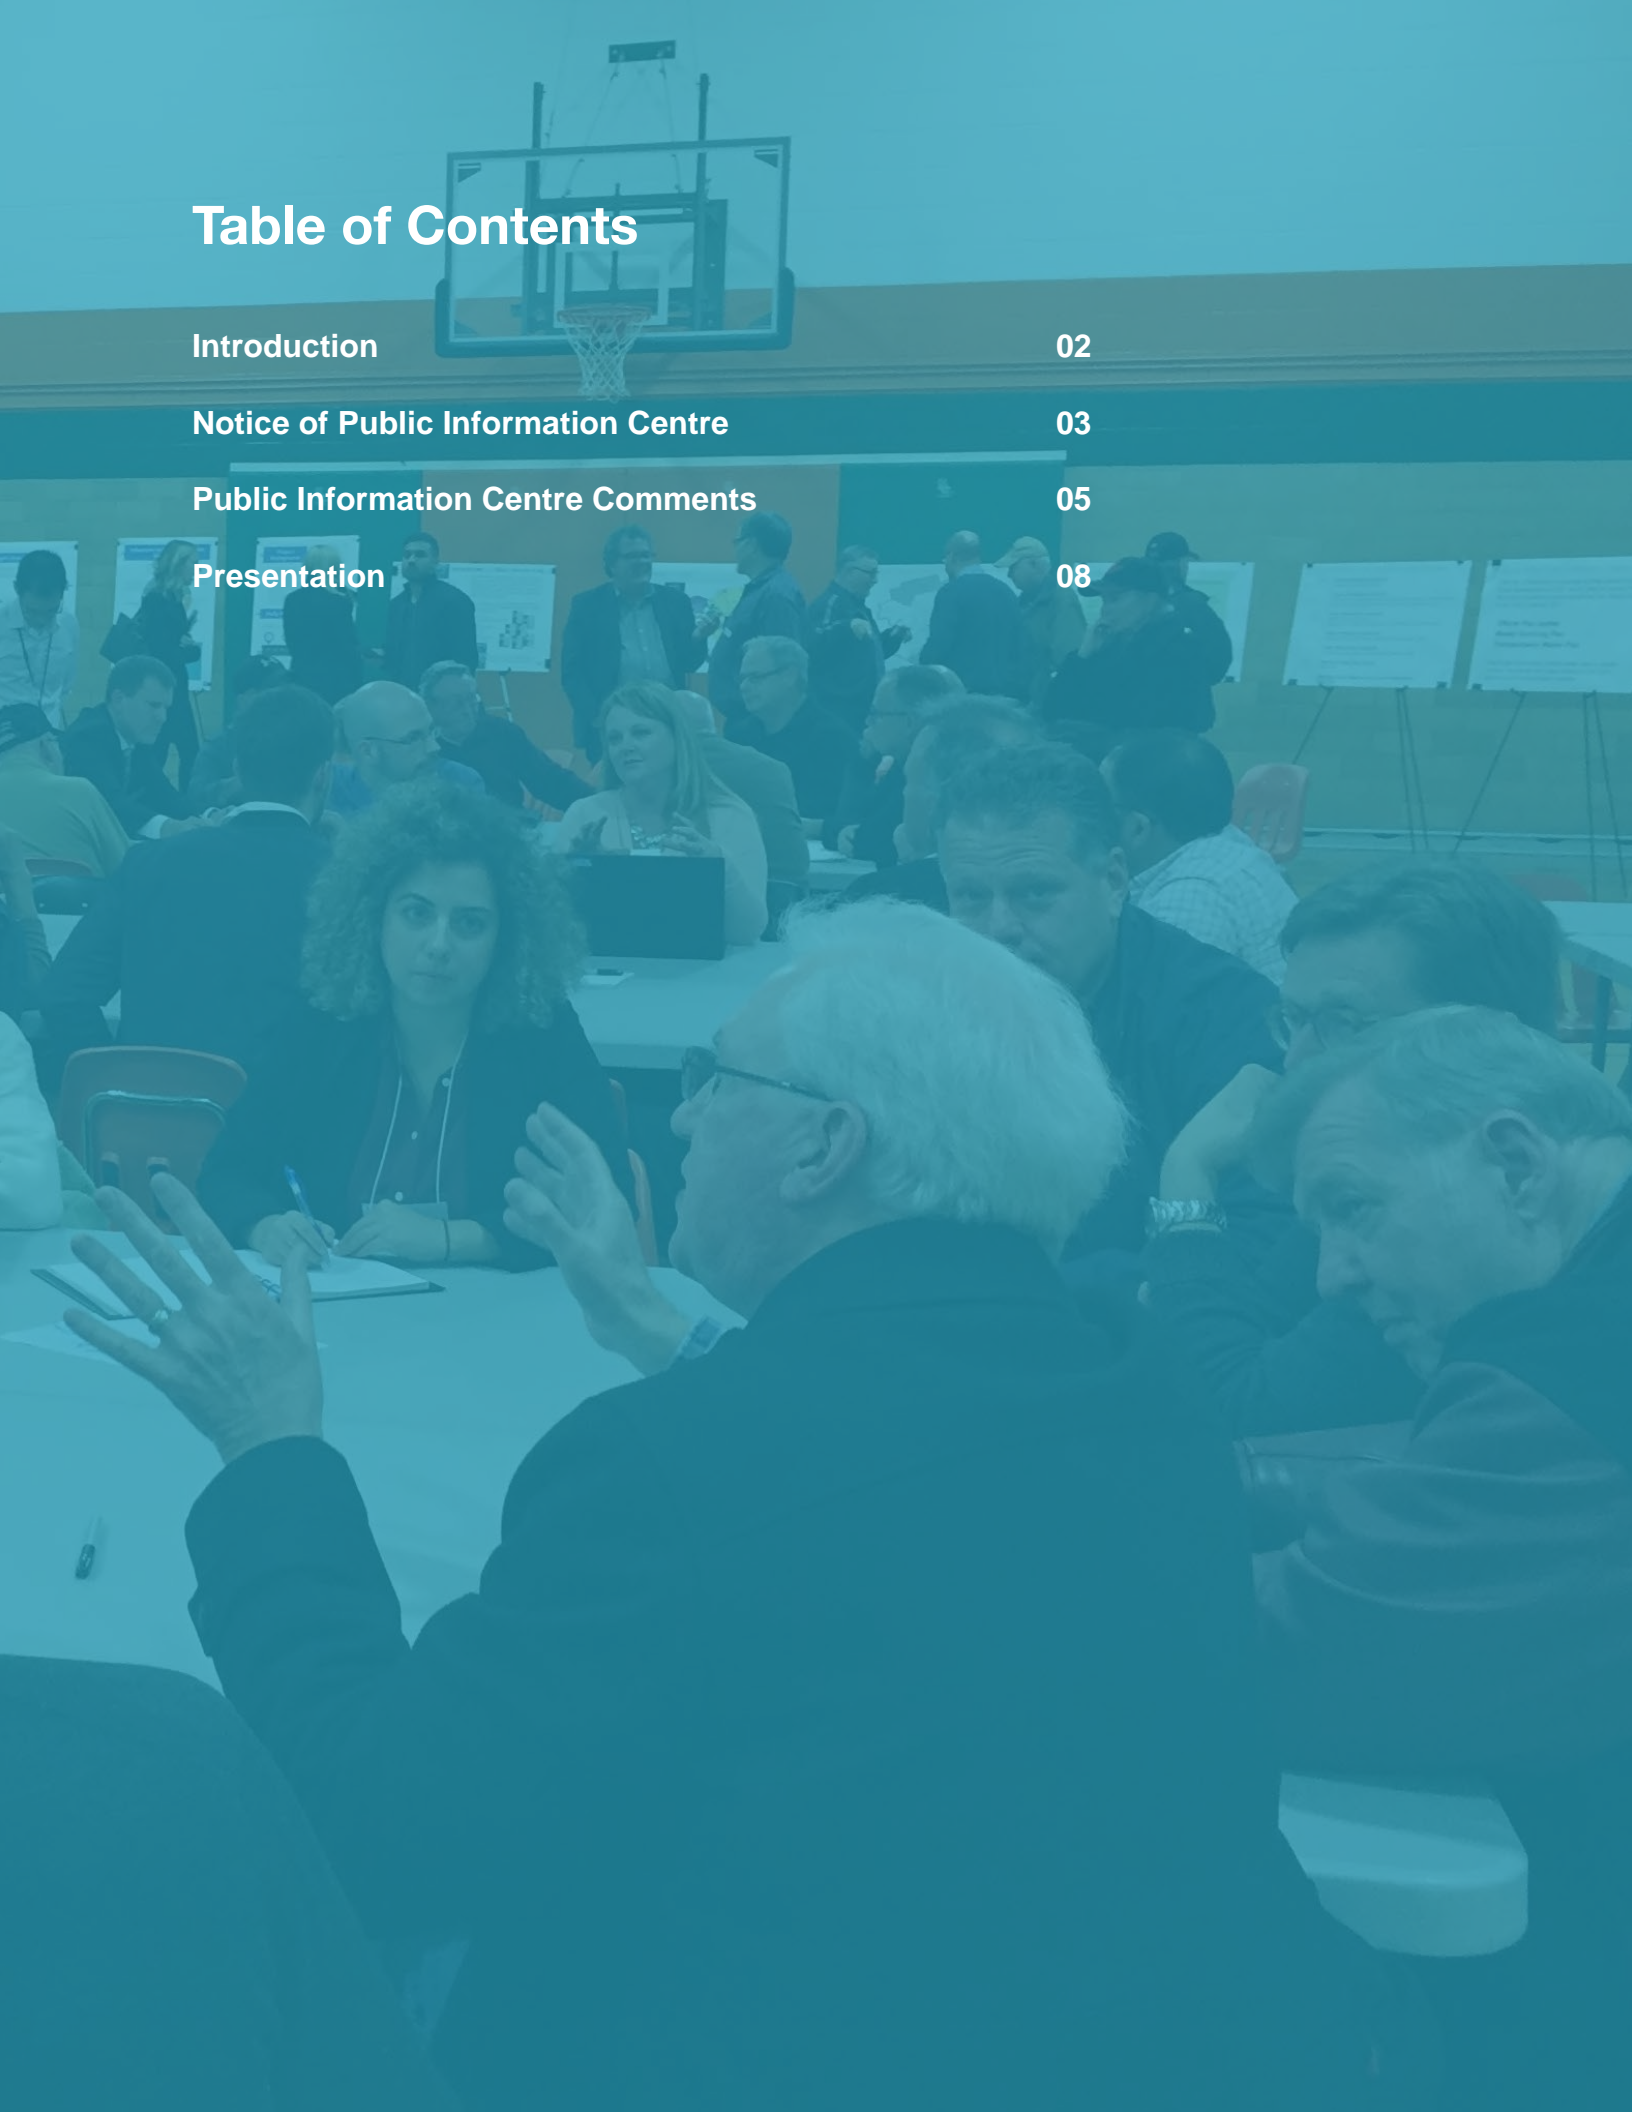 Table of Contents
Introduction 02
Notice of Public Information Centre 03
Public Information Centre Comments 05
Presentation 08